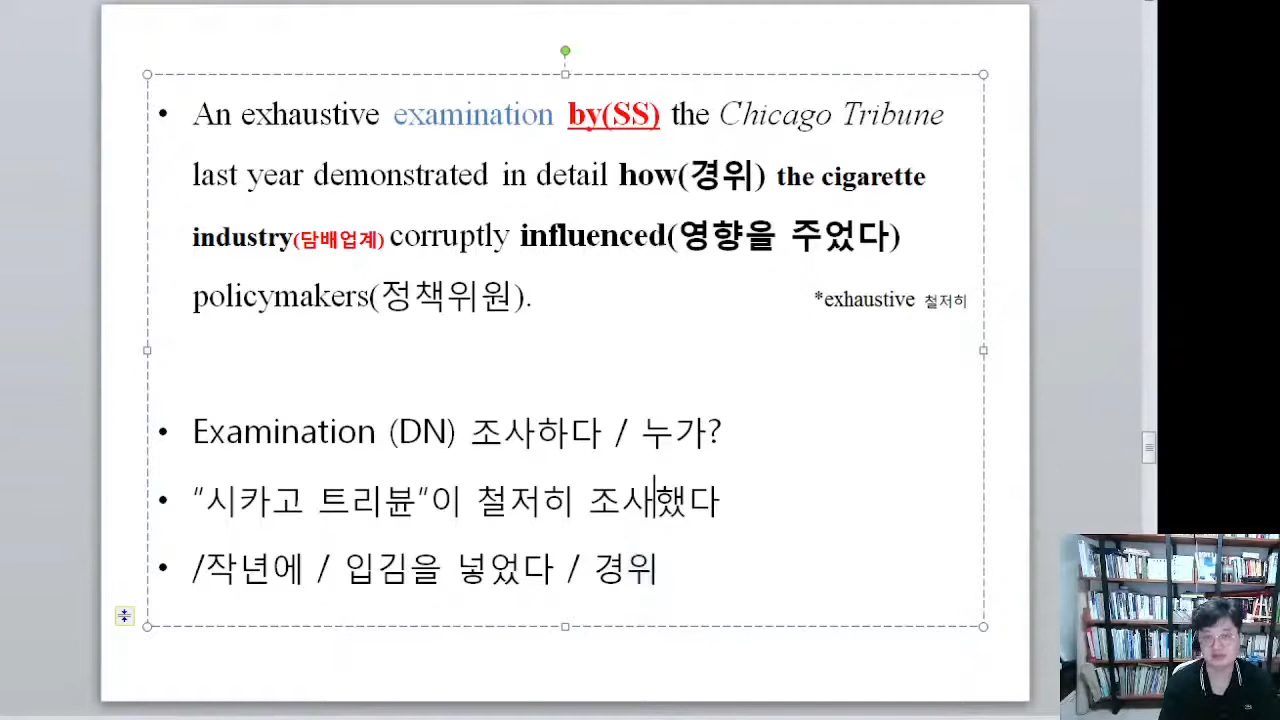 • An exhaustive examination by(SS) the Chicago Tribune
last year demonstrated in detail how(경위) the cigarette
industry(담배업계) corruptly influenced(영향을 주었다)
policymakers(정책위원). *exhaustive 철저히
• Examination (DN) 조사하다 / 누가?
• "시카고 트리뷴"이 철저히 조사했다
• /작년에 / 입김을 넣었다 / 경위